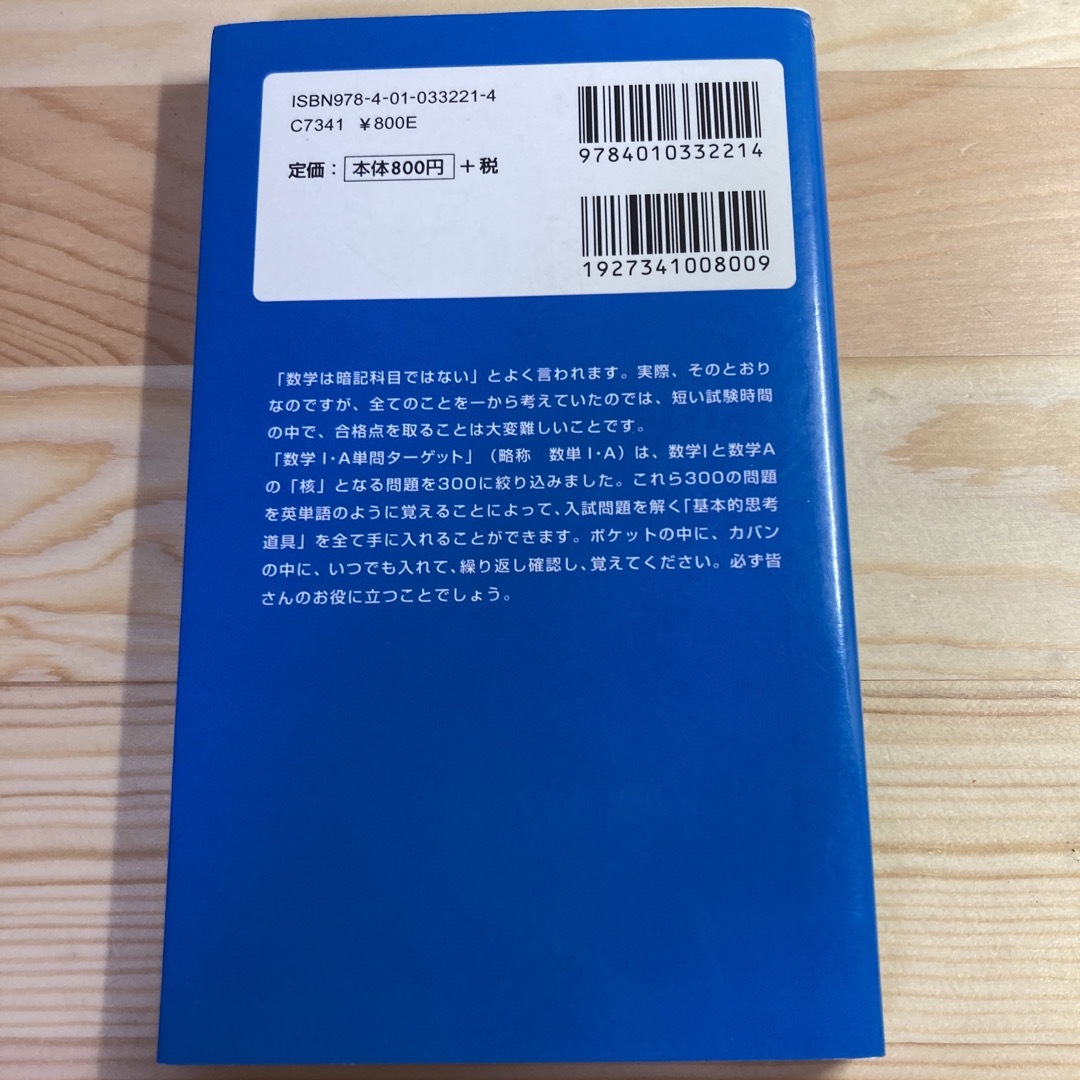 ISBN978-4-01-033221-4
C7341 ¥800E
定価：本体800円＋税
9784010332214
1927341008009
「数学は暗記科目ではない」とよく言われます。実際、そのとおり
なのですが、全てのことを一から考えていたのでは、短い試験時間
の中で、合格点を取ることは大変難しいことです。
「数学Ⅰ・A単問ターゲット」（略称　数単Ⅰ・A）は、数学Ⅰと数学A
の「核」となる問題を300に絞り込みました。これら300の問題
を英単語のように覚えることによって、入試問題を解く「基本的思考
道具」を全て手に入れることができます。ポケットの中に、カバン
の中に、いつでも入れて、繰り返し確認し、覚えてください。必ず皆
さんのお役に立つことでしょう。